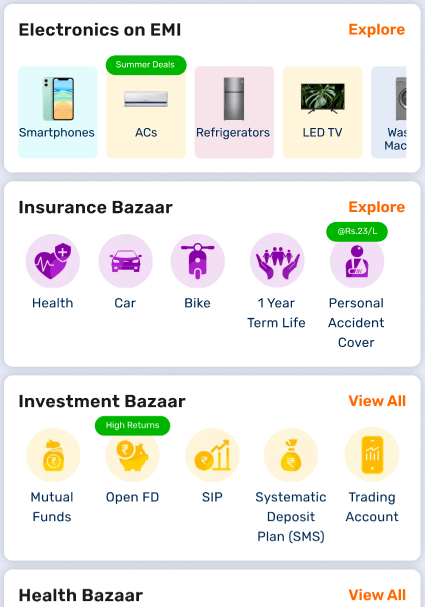 Electronics on EMI
Explore
Summer Deals
Smartphones
ACs
Refrigerators
LED TV
Was
Mac
Insurance Bazaar
Explore
@Rs.23/L
Health
Car
Bike
1 Year
Term Life
Personal
Accident
Cover
Investment Bazaar
View All
High Returns
Mutual
Funds
Open FD
SIP
Systematic
Deposit
Plan (SMS)
Trading
Account
Health Bazaar
View All